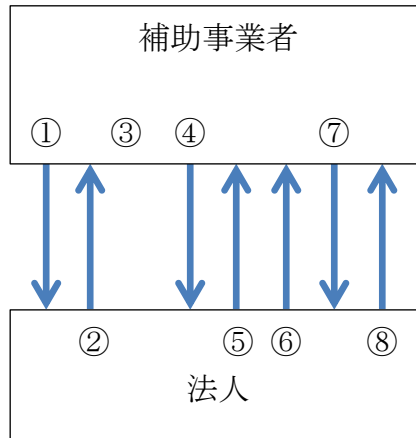 補助事業者
① ③ ④ ⑦
② ⑤ ⑥ ⑧
法人